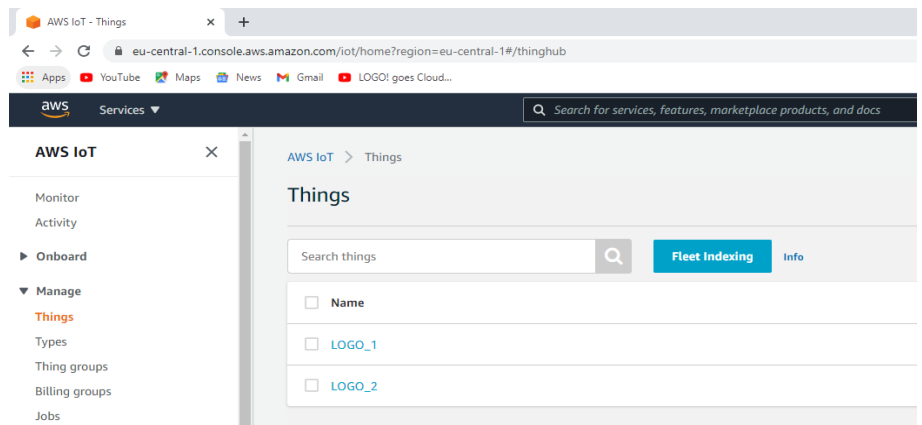 AWS IoT - Things
eu-central-1.console.aws.amazon.com/iot/home?region=eu-central-1#/thinghub
Apps YouTube Maps News Gmail LOGO! goes Cloud...
aws Services Search for services, features, marketplace products, and docs
AWS IoT
Monitor
Activity
Onboard
Manage
Things
Types
Thing groups
Billing groups
Jobs
AWS IoT > Things
Things
Search things Fleet Indexing Info
Name
LOGO_1
LOGO_2